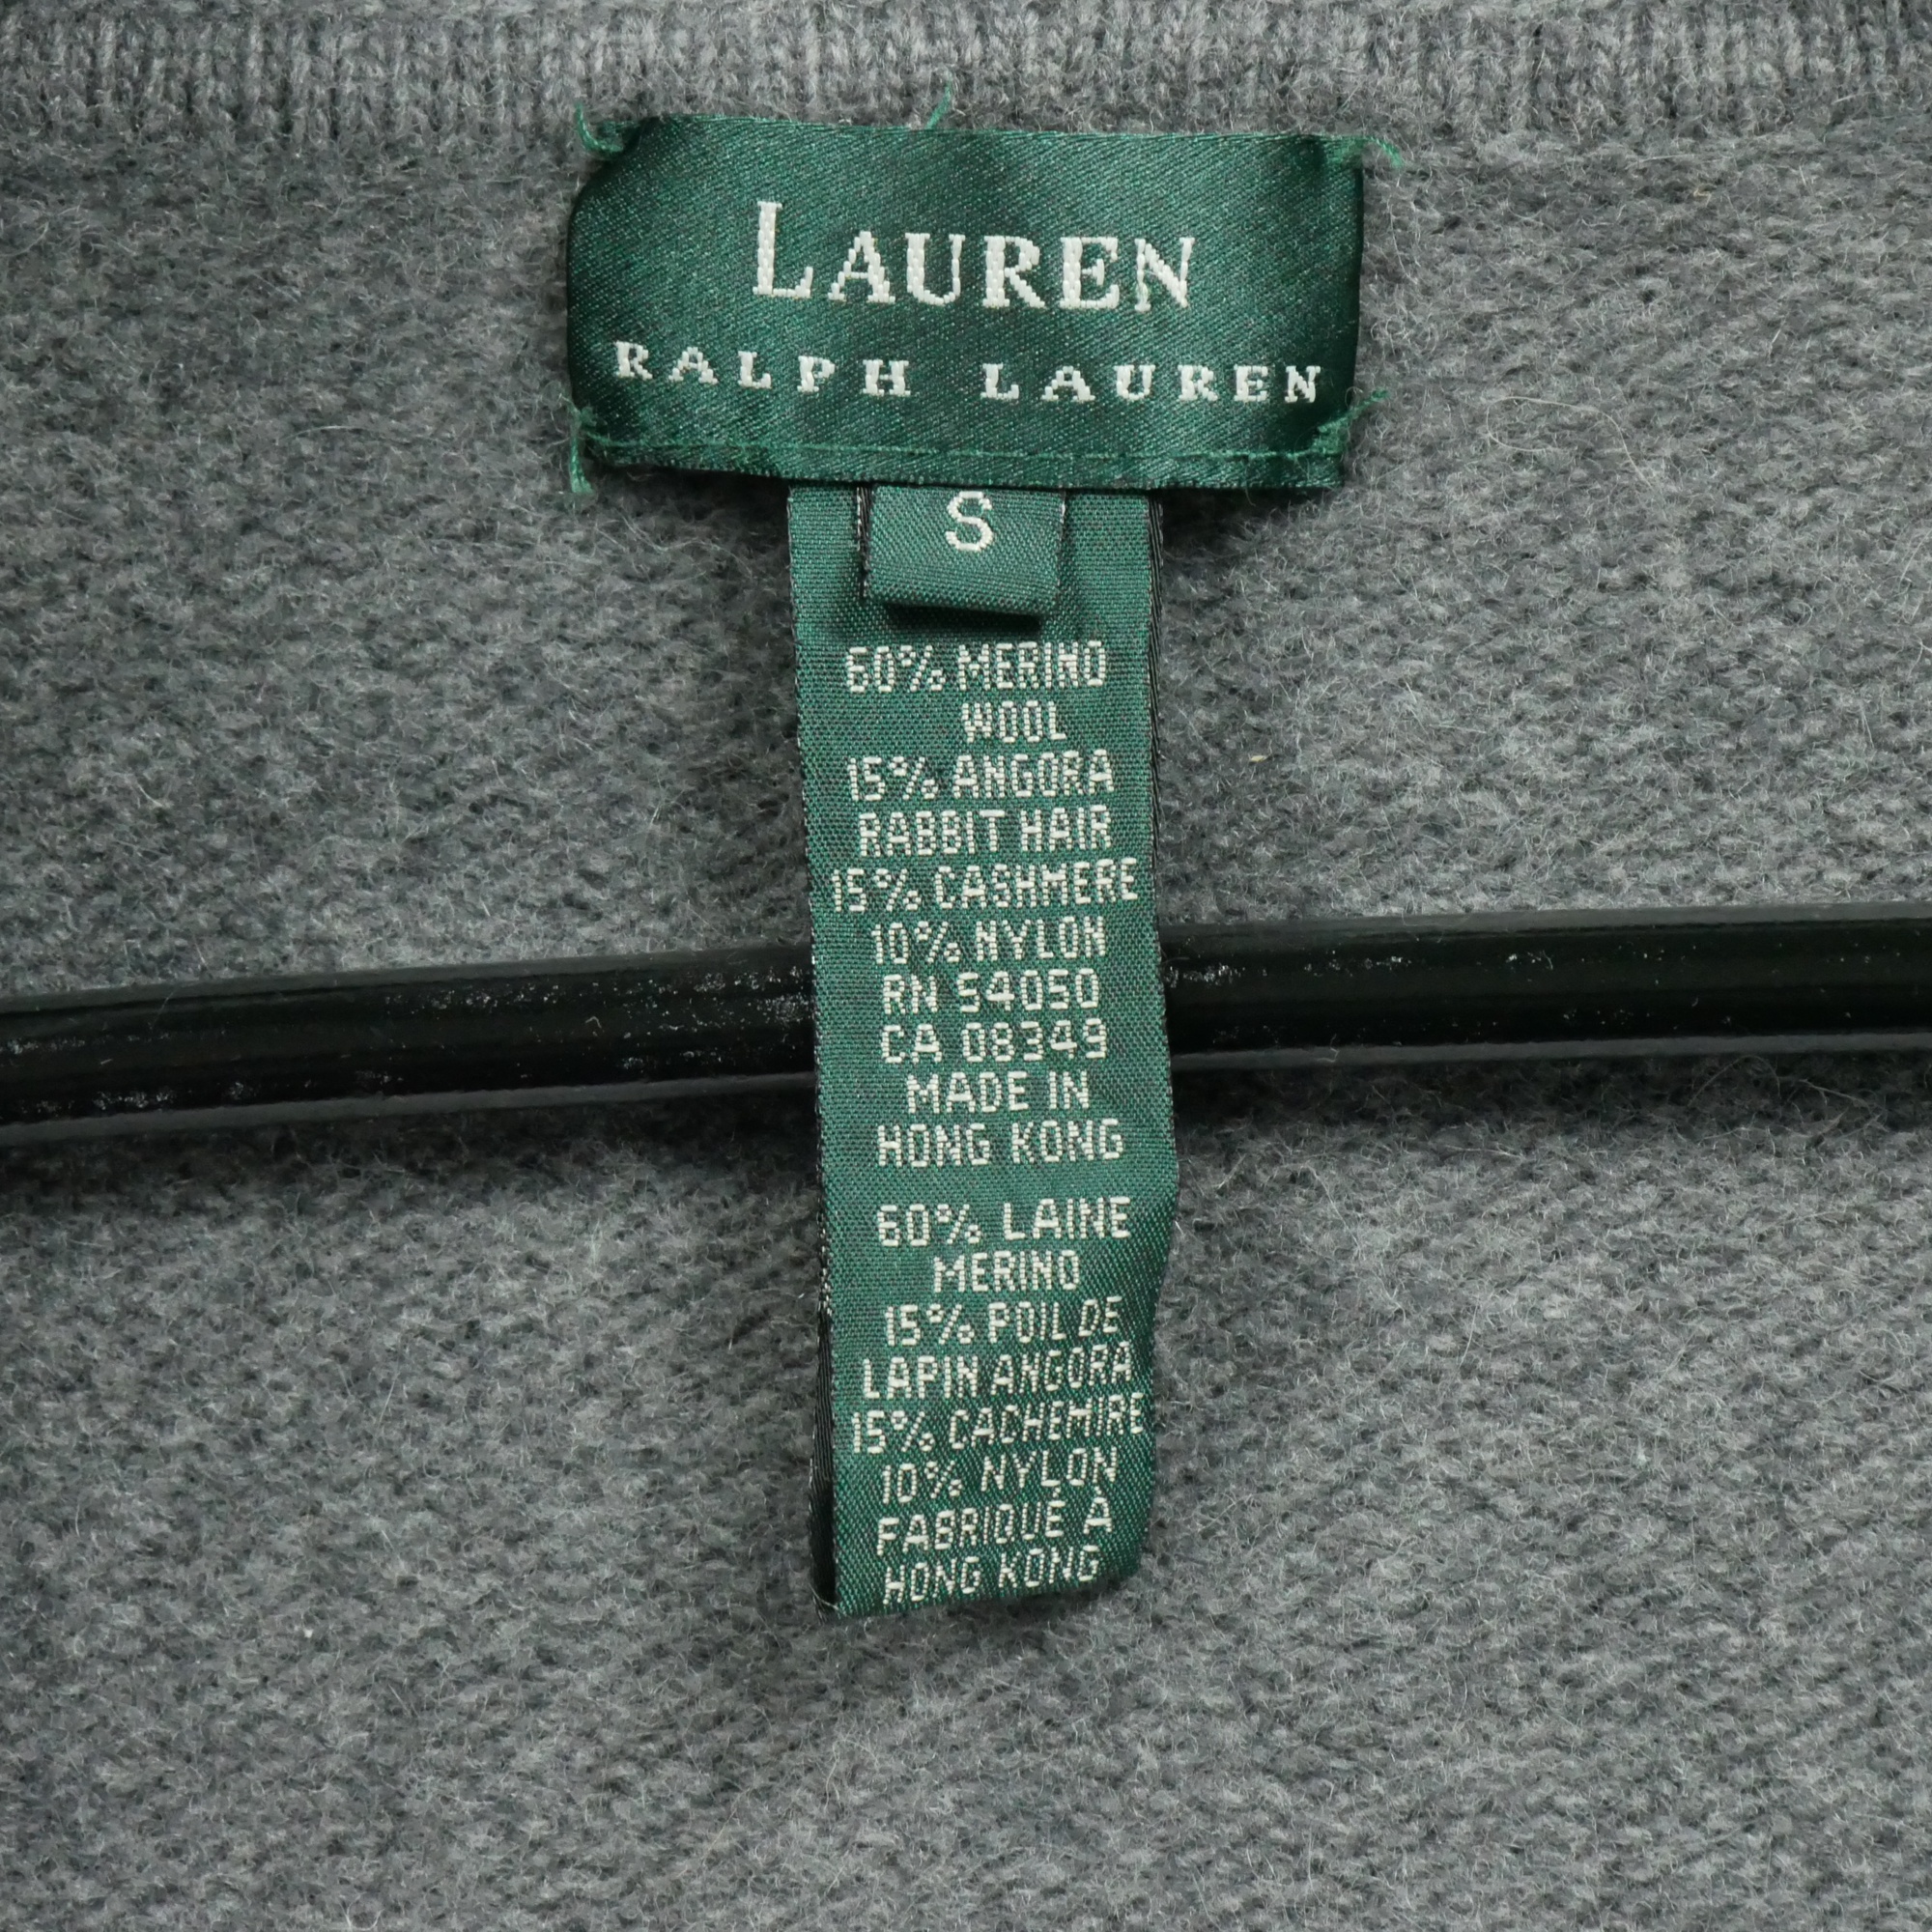 LAUREN
RALPH LAUREN
S
60% MERINO
WOOL
15% ANGORA
RABBIT HAIR
15% CASHMERE
10% NYLON
RN 54050
CA 08349
MADE IN
HONG KONG
60% LAINE
MERINO
15% POIL DE
LAPIN ANGORA
15% CACHEMIRE
10% NYLON
FABRIQUÉ À
HONG KONG